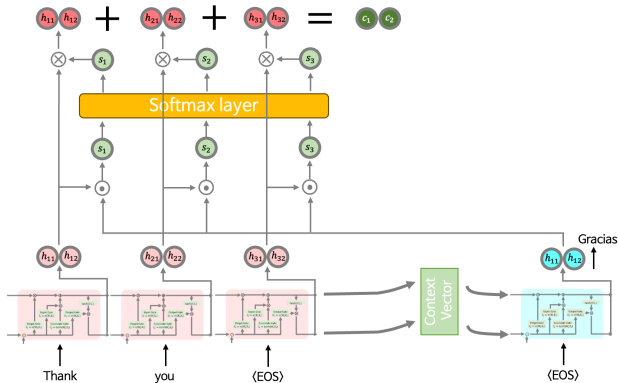 h₁₁ h₁₂ + h₂₁ h₂₂ + h₃₁ h₃₂ = c₁ c₂
s₁ s₂ s₃
Softmax layer
s₁ s₂ s₃
h₁₁ h₁₂ h₂₁ h₂₂ h₃₁ h₃₂ h₁₁ h₁₂ Gracias
Context
Vector
Thank you ⟨EOS⟩ ⟨EOS⟩